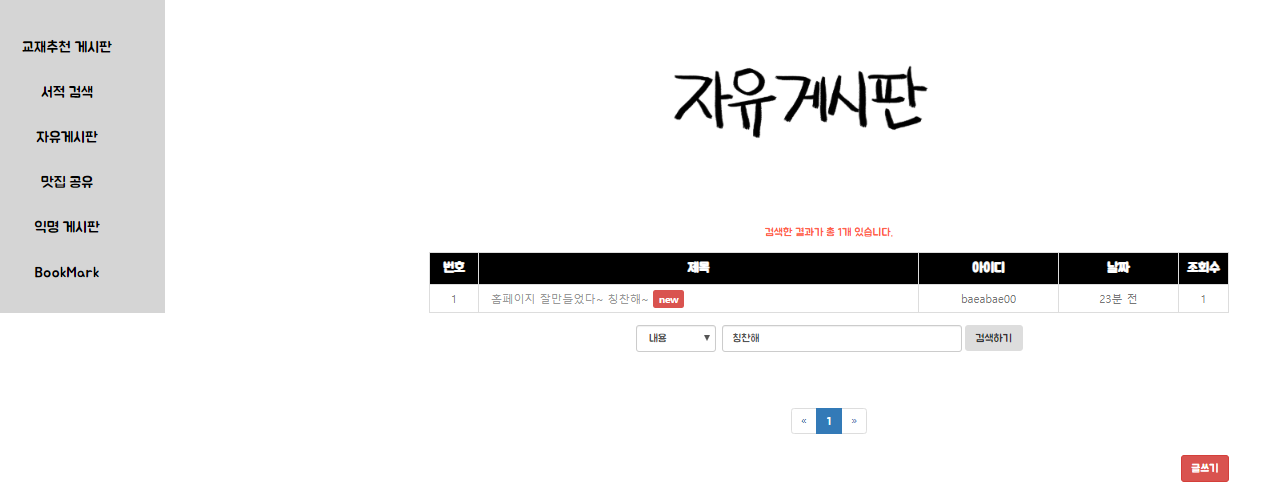 교재추천 게시판
서적 검색
자유게시판
맛집 공유
익명 게시판
BookMark
자유게시판
검색한 결과가 총 1개 있습니다.
번호 제목 아이디 날짜 조회수
1 홈페이지 잘만들었다~ 칭찬해~ new baeabae00 23분 전 1
내용 ▼ 칭찬해 검색하기
« 1 »
글쓰기